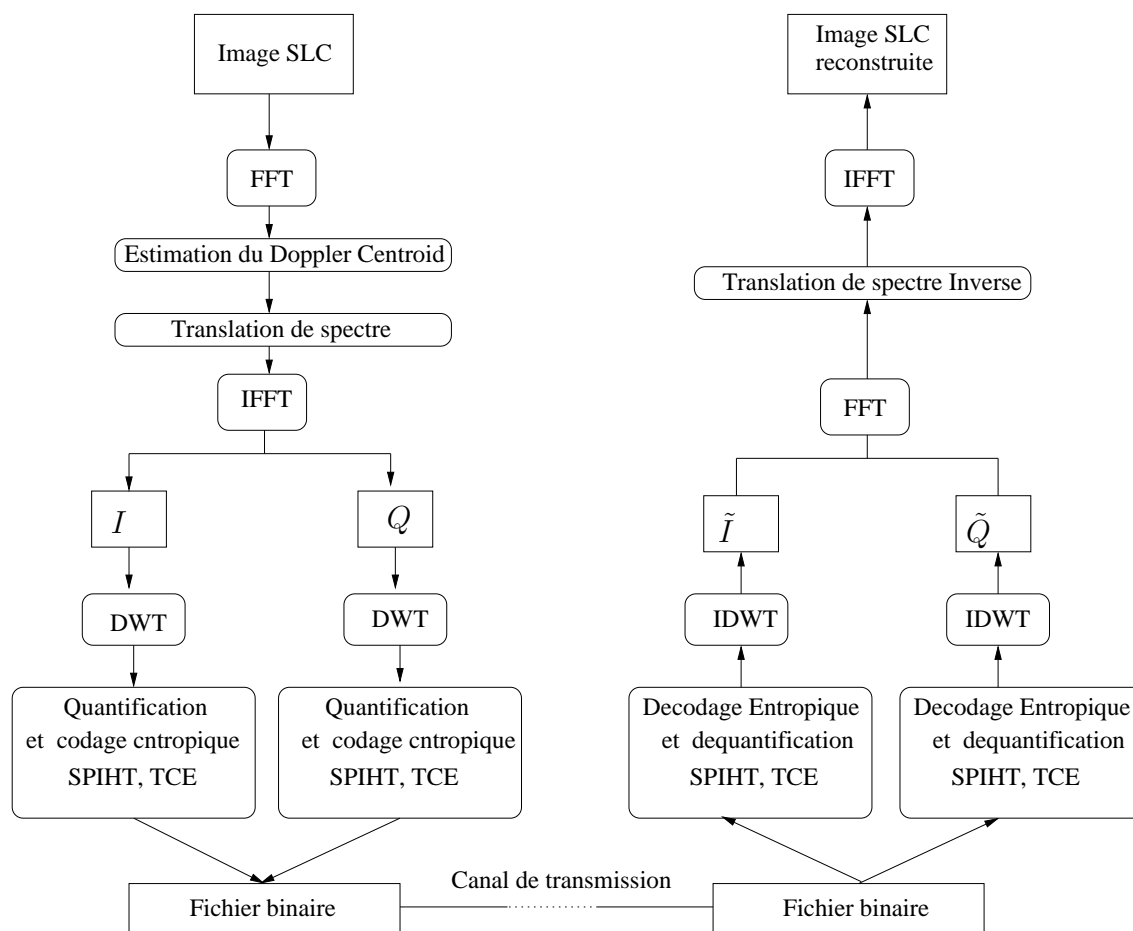 Image SLC
FFT
Estimation du Doppler Centroid
Translation de spectre
IFFT
I
Q
DWT
DWT
Quantification
et codage cntropique
SPIHT, TCE
Quantification
et codage cntropique
SPIHT, TCE
Fichier binaire
Canal de transmission
Image SLC
reconstruite
IFFT
Translation de spectre Inverse
FFT
Ĩ
Q̃
IDWT
IDWT
Decodage Entropique
et dequantification
SPIHT, TCE
Decodage Entropique
et dequantification
SPIHT, TCE
Fichier binaire